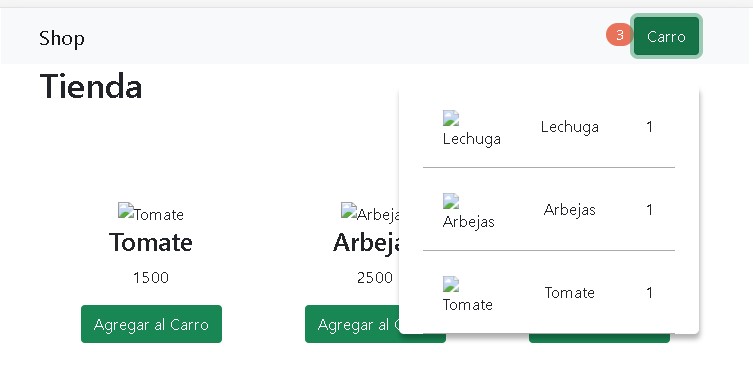 Shop
3
Carro
Tienda
Lechuga
Lechuga
1
Arbejas
Arbejas
1
Tomate
Tomate
1
Tomate
Tomate
1500
Agregar al Carro
Arbeja
Arbeja
2500
Agregar al C